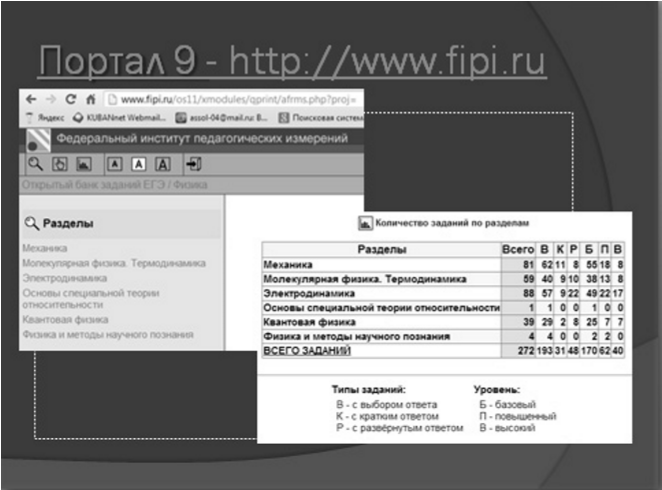 Портал 9 - http://www.fipi.ru
www.fipi.ru/os11/xmodules/qprint/afrms.php?proj=
Яндекс KUBANnet Webmail... assol-04@mail.ru: В... Поисковая систем
Федеральный институт педагогических измерений
А А А
Открытый банк заданий ЕГЭ / Физика
Разделы
Механика
Молекулярная физика. Термодинамика
Электродинамика
Основы специальной теории
относительности
Квантовая физика
Физика и методы научного познания
Количество заданий по разделам
Разделы Всего В К Р Б П В
Механика 81 62 11 8 55 18 8
Молекулярная физика. Термодинамика 59 40 9 10 38 13 8
Электродинамика 88 57 9 22 49 22 17
Основы специальной теории относительности 1 1 0 0 1 0 0
Квантовая физика 39 29 2 8 25 7 7
Физика и методы научного познания 4 4 0 0 2 2 0
ВСЕГО ЗАДАНИЙ 272 193 31 48 170 62 40
Типы заданий: Уровень:
В - с выбором ответа Б - базовый
К - с кратким ответом П - повышенный
Р - с развёрнутым ответом В - высокий